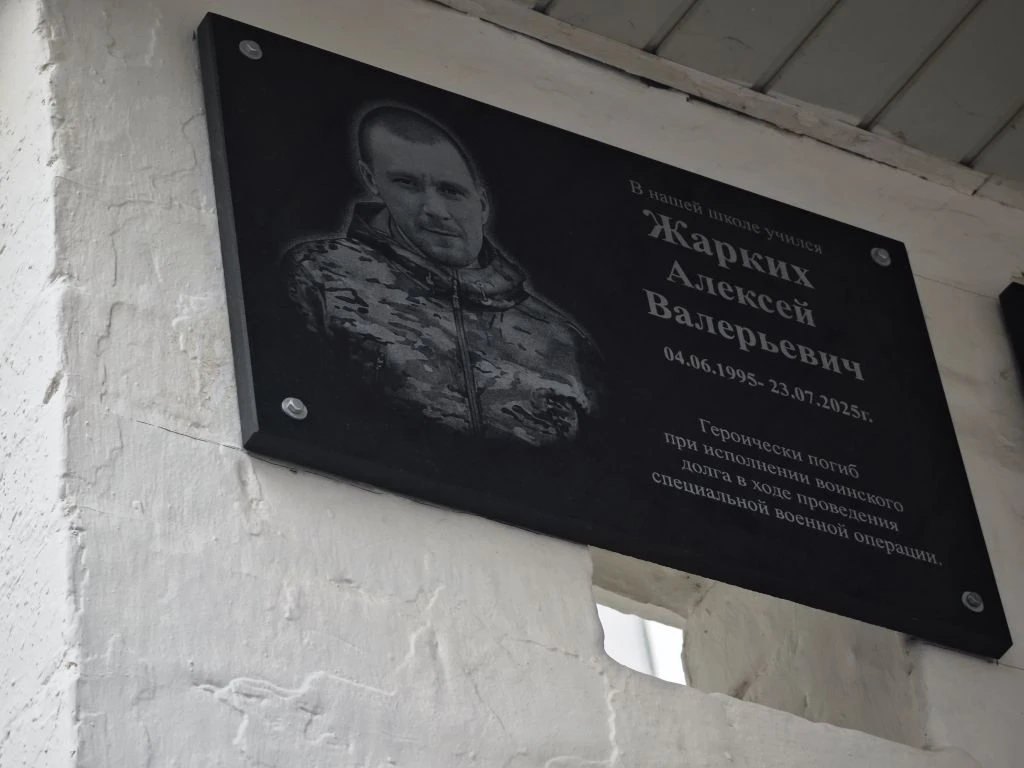 В нашей школе учился
Жарких
Алексей
Валерьевич
04.06.1995- 23.07.2025г.
Героически погиб
при исполнении воинского
долга в ходе проведения
специальной военной операции.